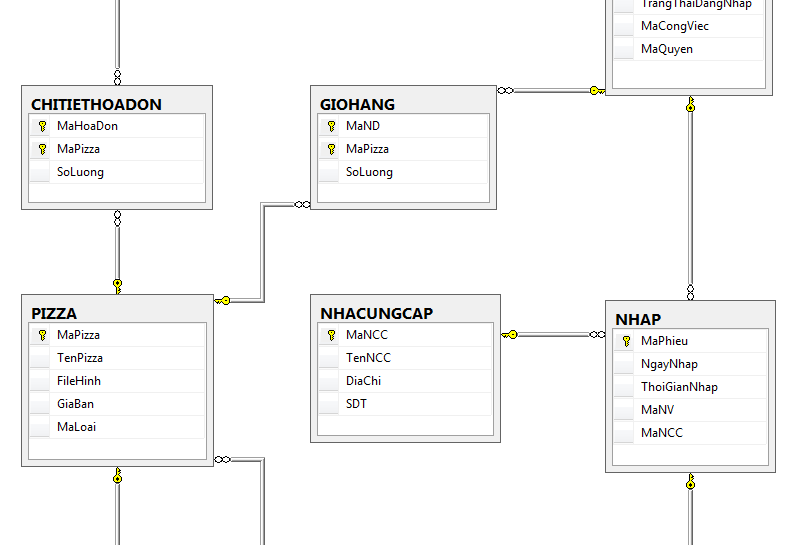 TrangThaiDangNhap
MaCongViec
MaQuyen
CHITIETHOADON
MaHoaDon
MaPizza
SoLuong
GIOHANG
MaND
MaPizza
SoLuong
PIZZA
MaPizza
TenPizza
FileHinh
GiaBan
MaLoai
NHACUNGCAP
MaNCC
TenNCC
DiaChi
SDT
NHAP
MaPhieu
NgayNhap
ThoiGianNhap
MaNV
MaNCC